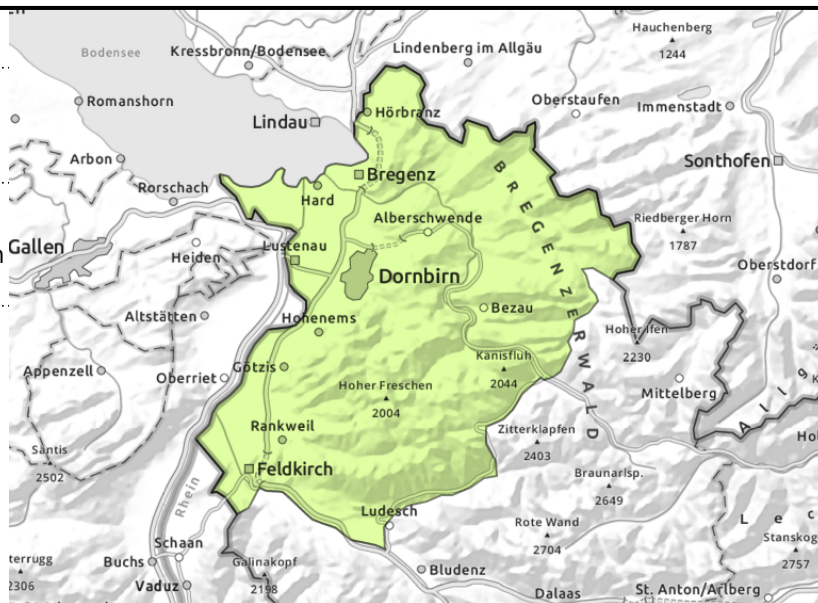 Hauchenberg
1244
Bodensee
Kressbronn/Bodensee
Lindenberg im Allgäu
Romanshorn
Hörbranz
Oberstaufen
Immenstadt
Lindau
Arbon
Sonthofen
Bregenz
Rorschach
Hard
BREGENZERWALD
Alberschwende
Riedberger Horn
1787
Gallen
Heiden
Lustenau
Dornbirn
Oberstdorf
Altstätten
Hohenems
Bezau
Hoher Ifen
2230
Kanisfluh
2044
Appenzell
Oberriet
Götzis
Hoher Freschen
2004
Mittelberg
Allg
Rankweil
Zitterklapfen
2403
Säntis
2502
Feldkirch
Braunarlsp.
2649
Rhein
Ludesch
Rote Wand
2704
Lec
Stanskog
2757
Schaan
Buchs
Galinakopf
2198
Bludenz
terrugg
2306
Vaduz
Dalaas
St. Anton/Arlberg